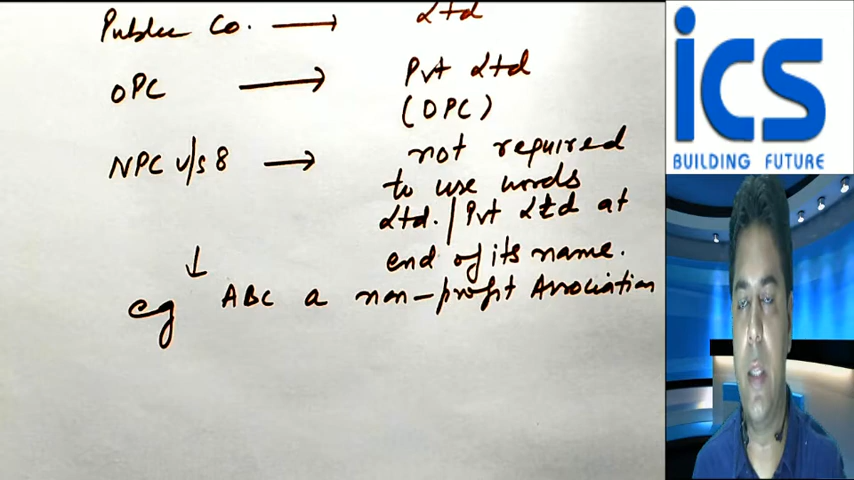 Public Co. → Ltd
OPC → Pvt Ltd
(OPC)
NPC u/s 8 → not required
to use words
Ltd. / Pvt Ltd at
end of its name.
↓
eg ABC a non-profit Association
ics
BUILDING FUTURE